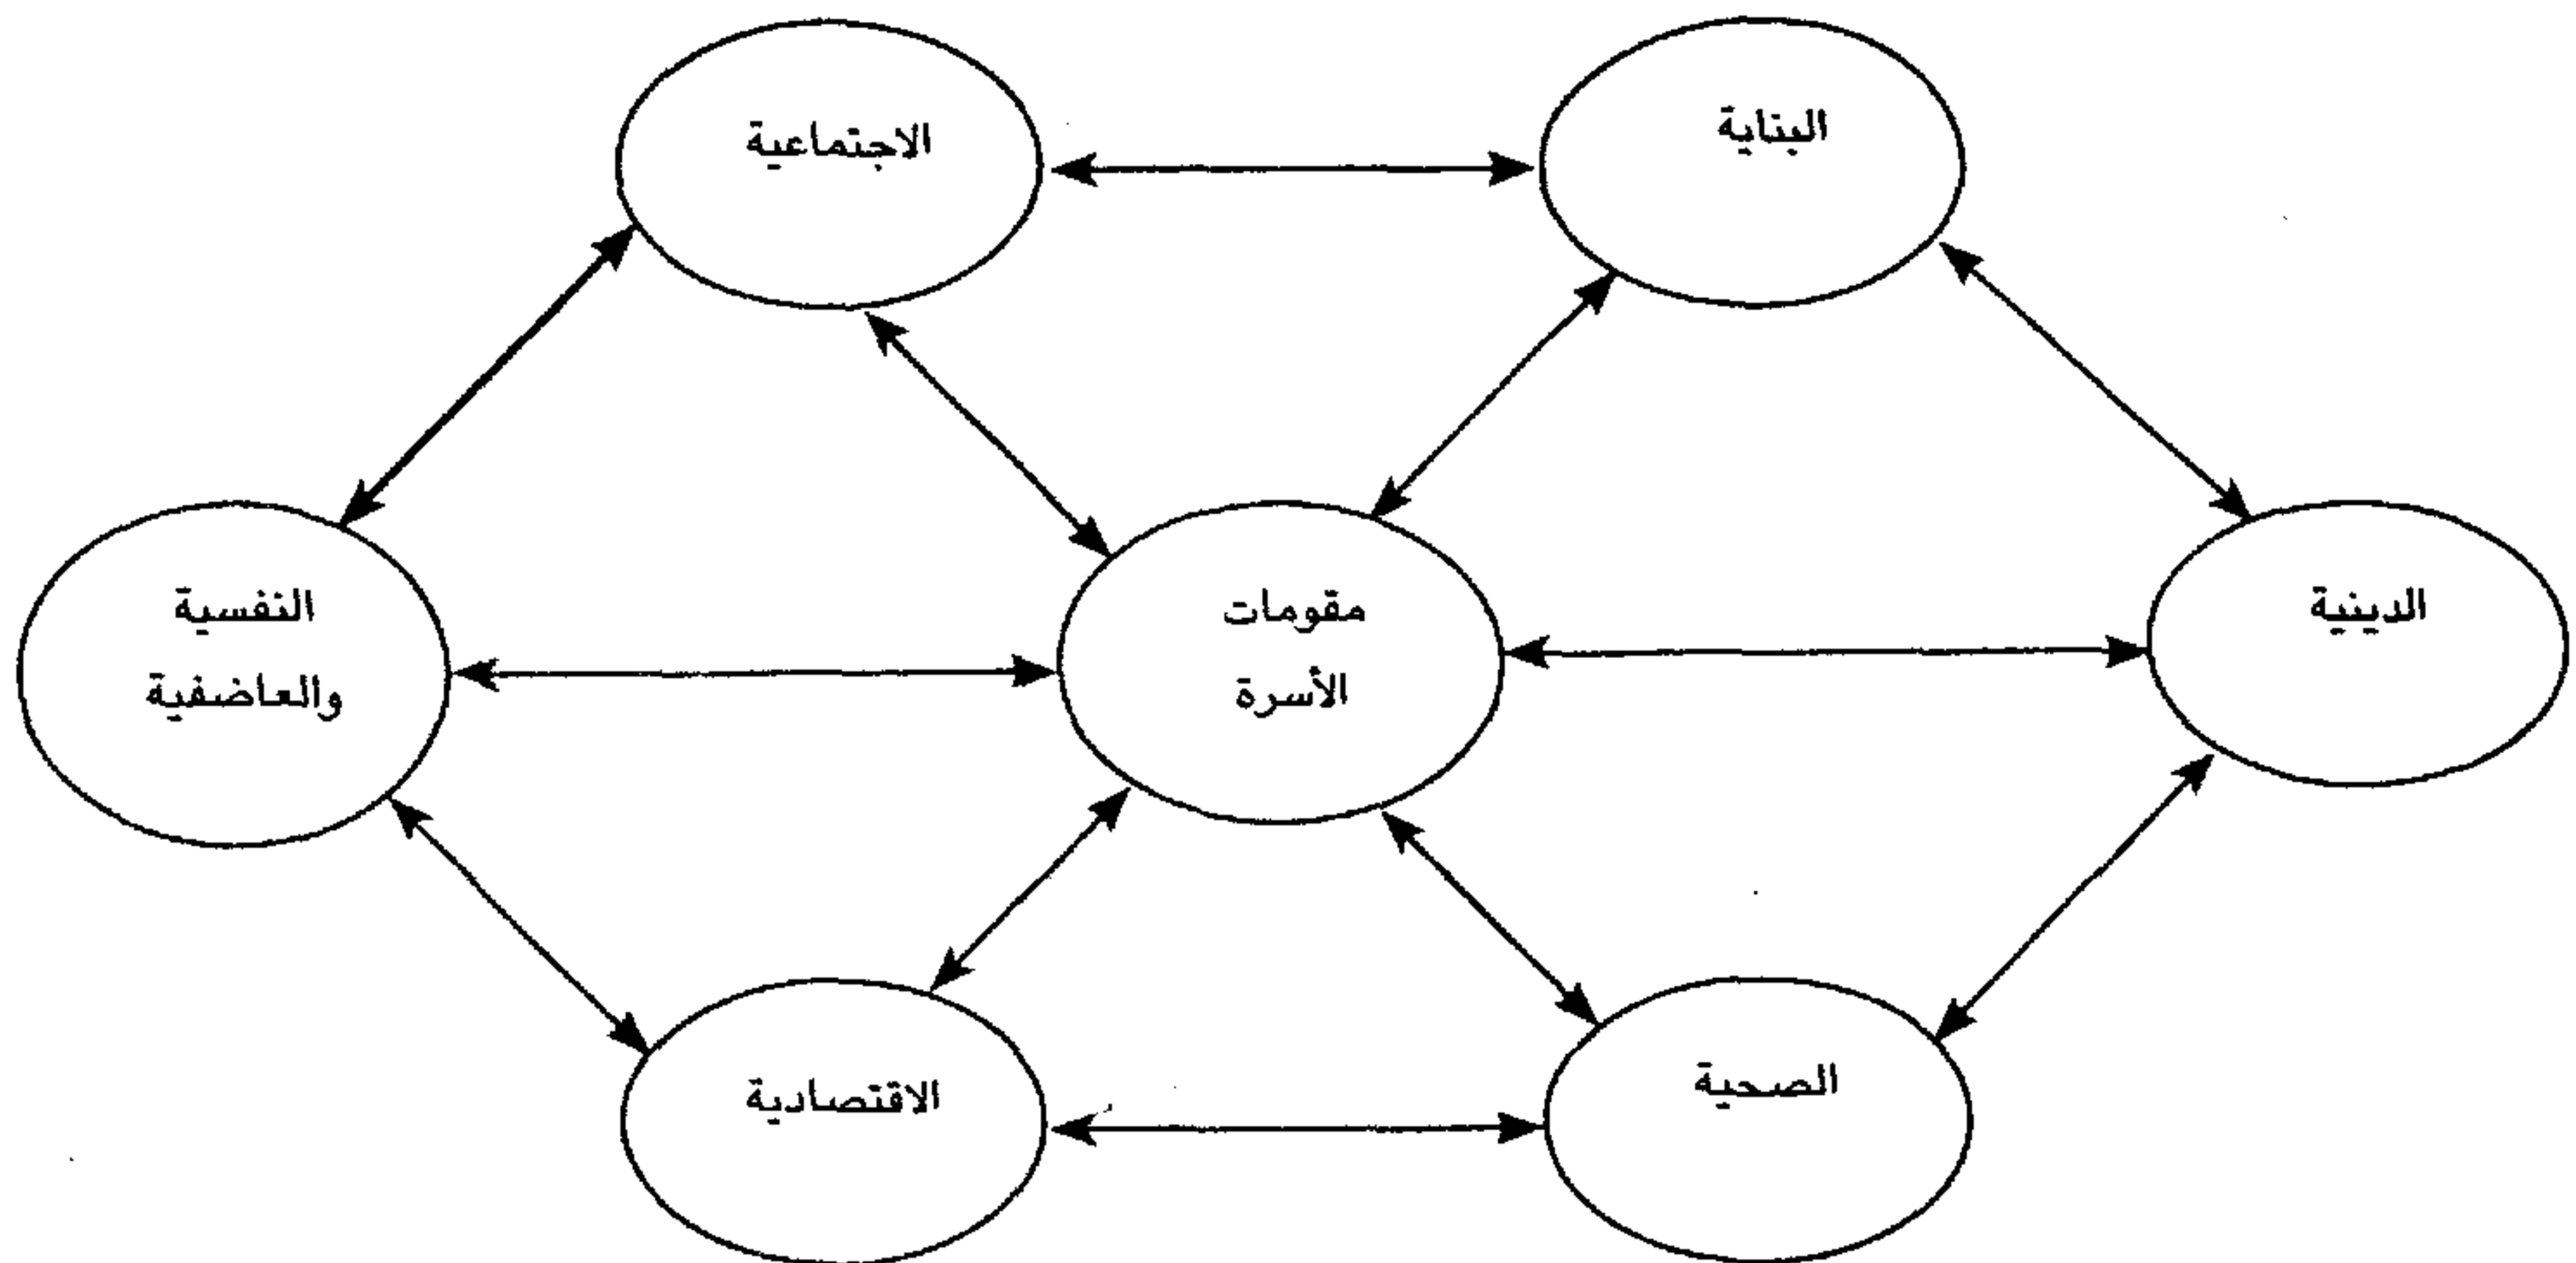 البناية
الاجتماعية
الدينية
مقومات
الأسرة
النفسية
والعاضفية
الصحية
الاقتصادية